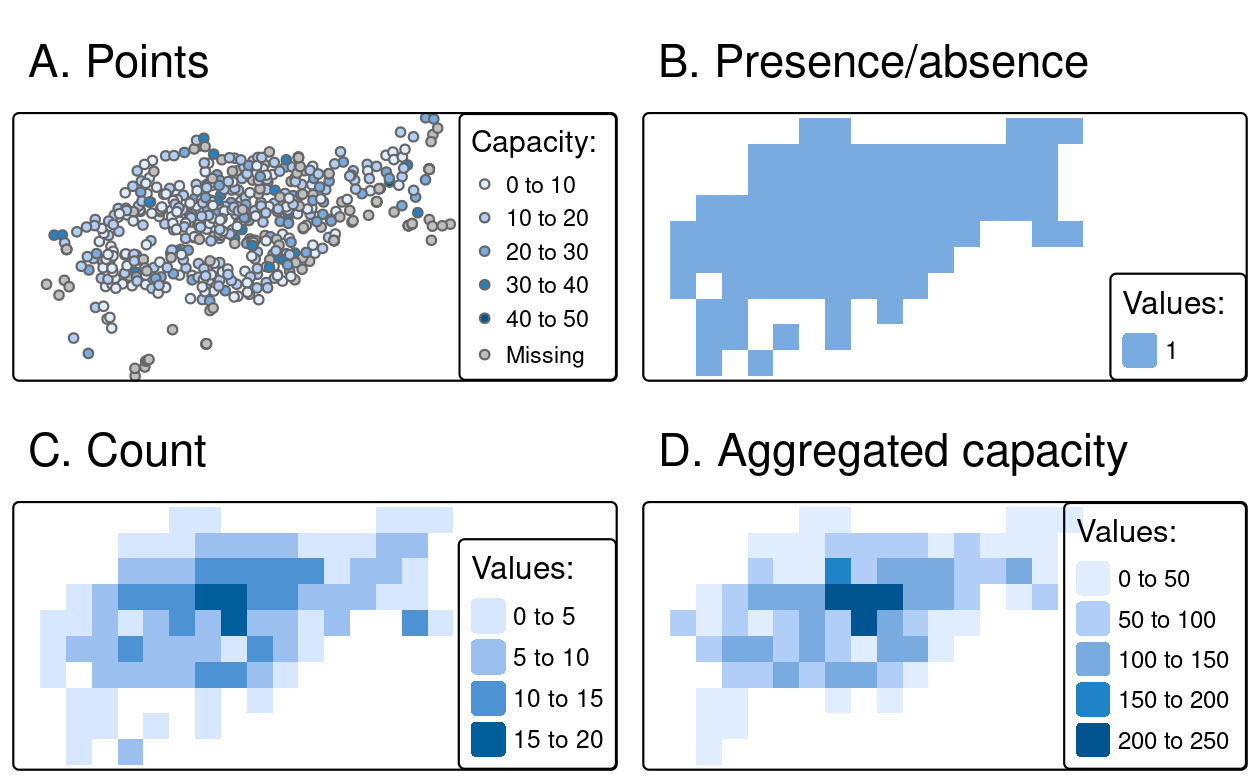 A. Points
Capacity:
0 to 10
10 to 20
20 to 30
30 to 40
40 to 50
Missing
B. Presence/absence
Values:
1
C. Count
Values:
0 to 5
5 to 10
10 to 15
15 to 20
D. Aggregated capacity
Values:
0 to 50
50 to 100
100 to 150
150 to 200
200 to 250